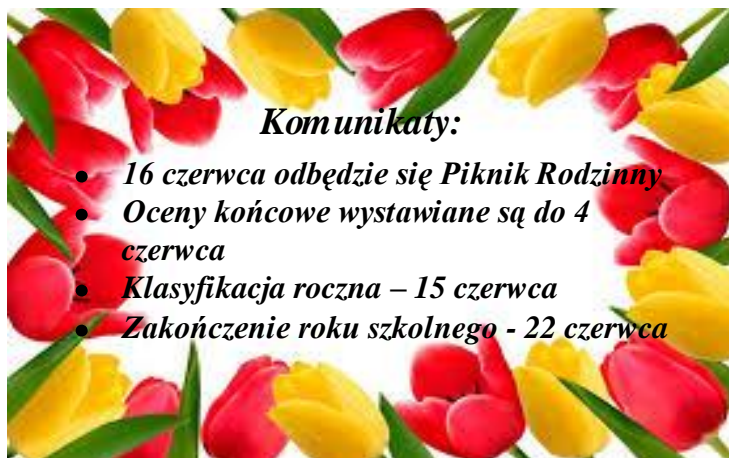 Komunikaty:
● 16 czerwca odbędzie się Piknik Rodzinny
● Oceny końcowe wystawiane są do 4
czerwca
● Klasyfikacja roczna – 15 czerwca
● Zakończenie roku szkolnego - 22 czerwca